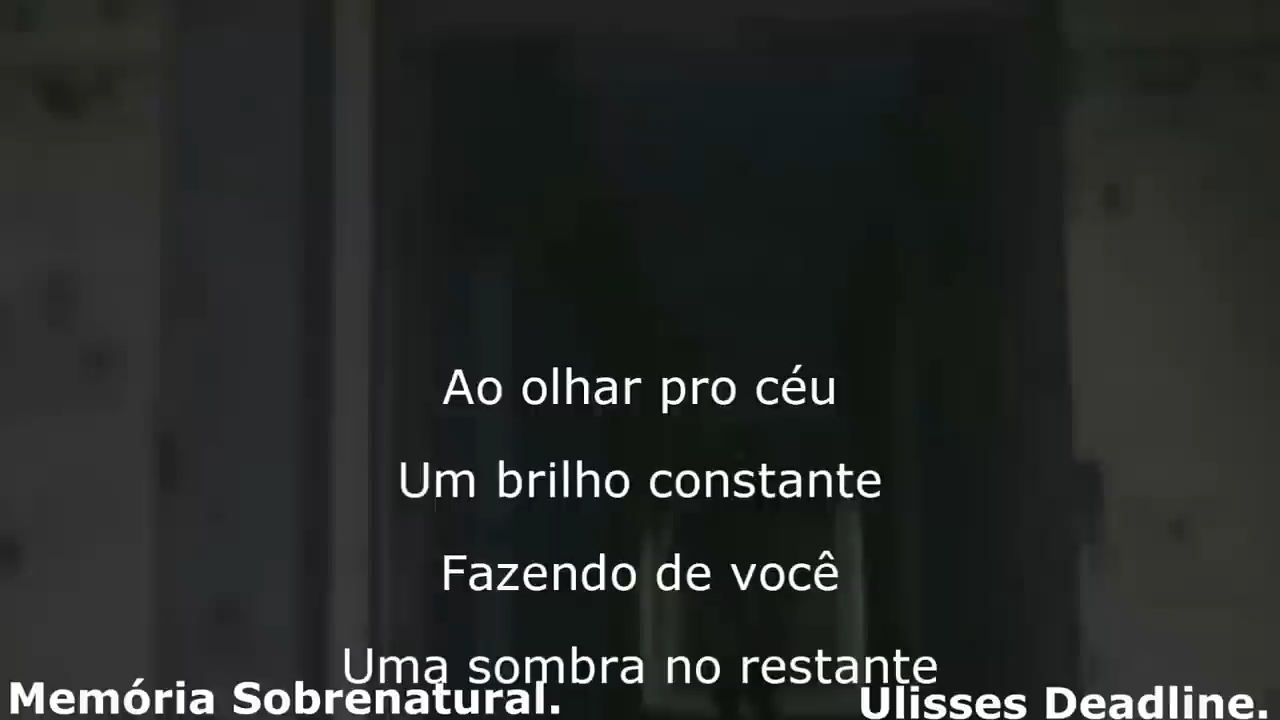 Ao olhar pro céu
Um brilho constante
Fazendo de você
Uma sombra no restante
Memória Sobrenatural.
Ulisses Deadline.